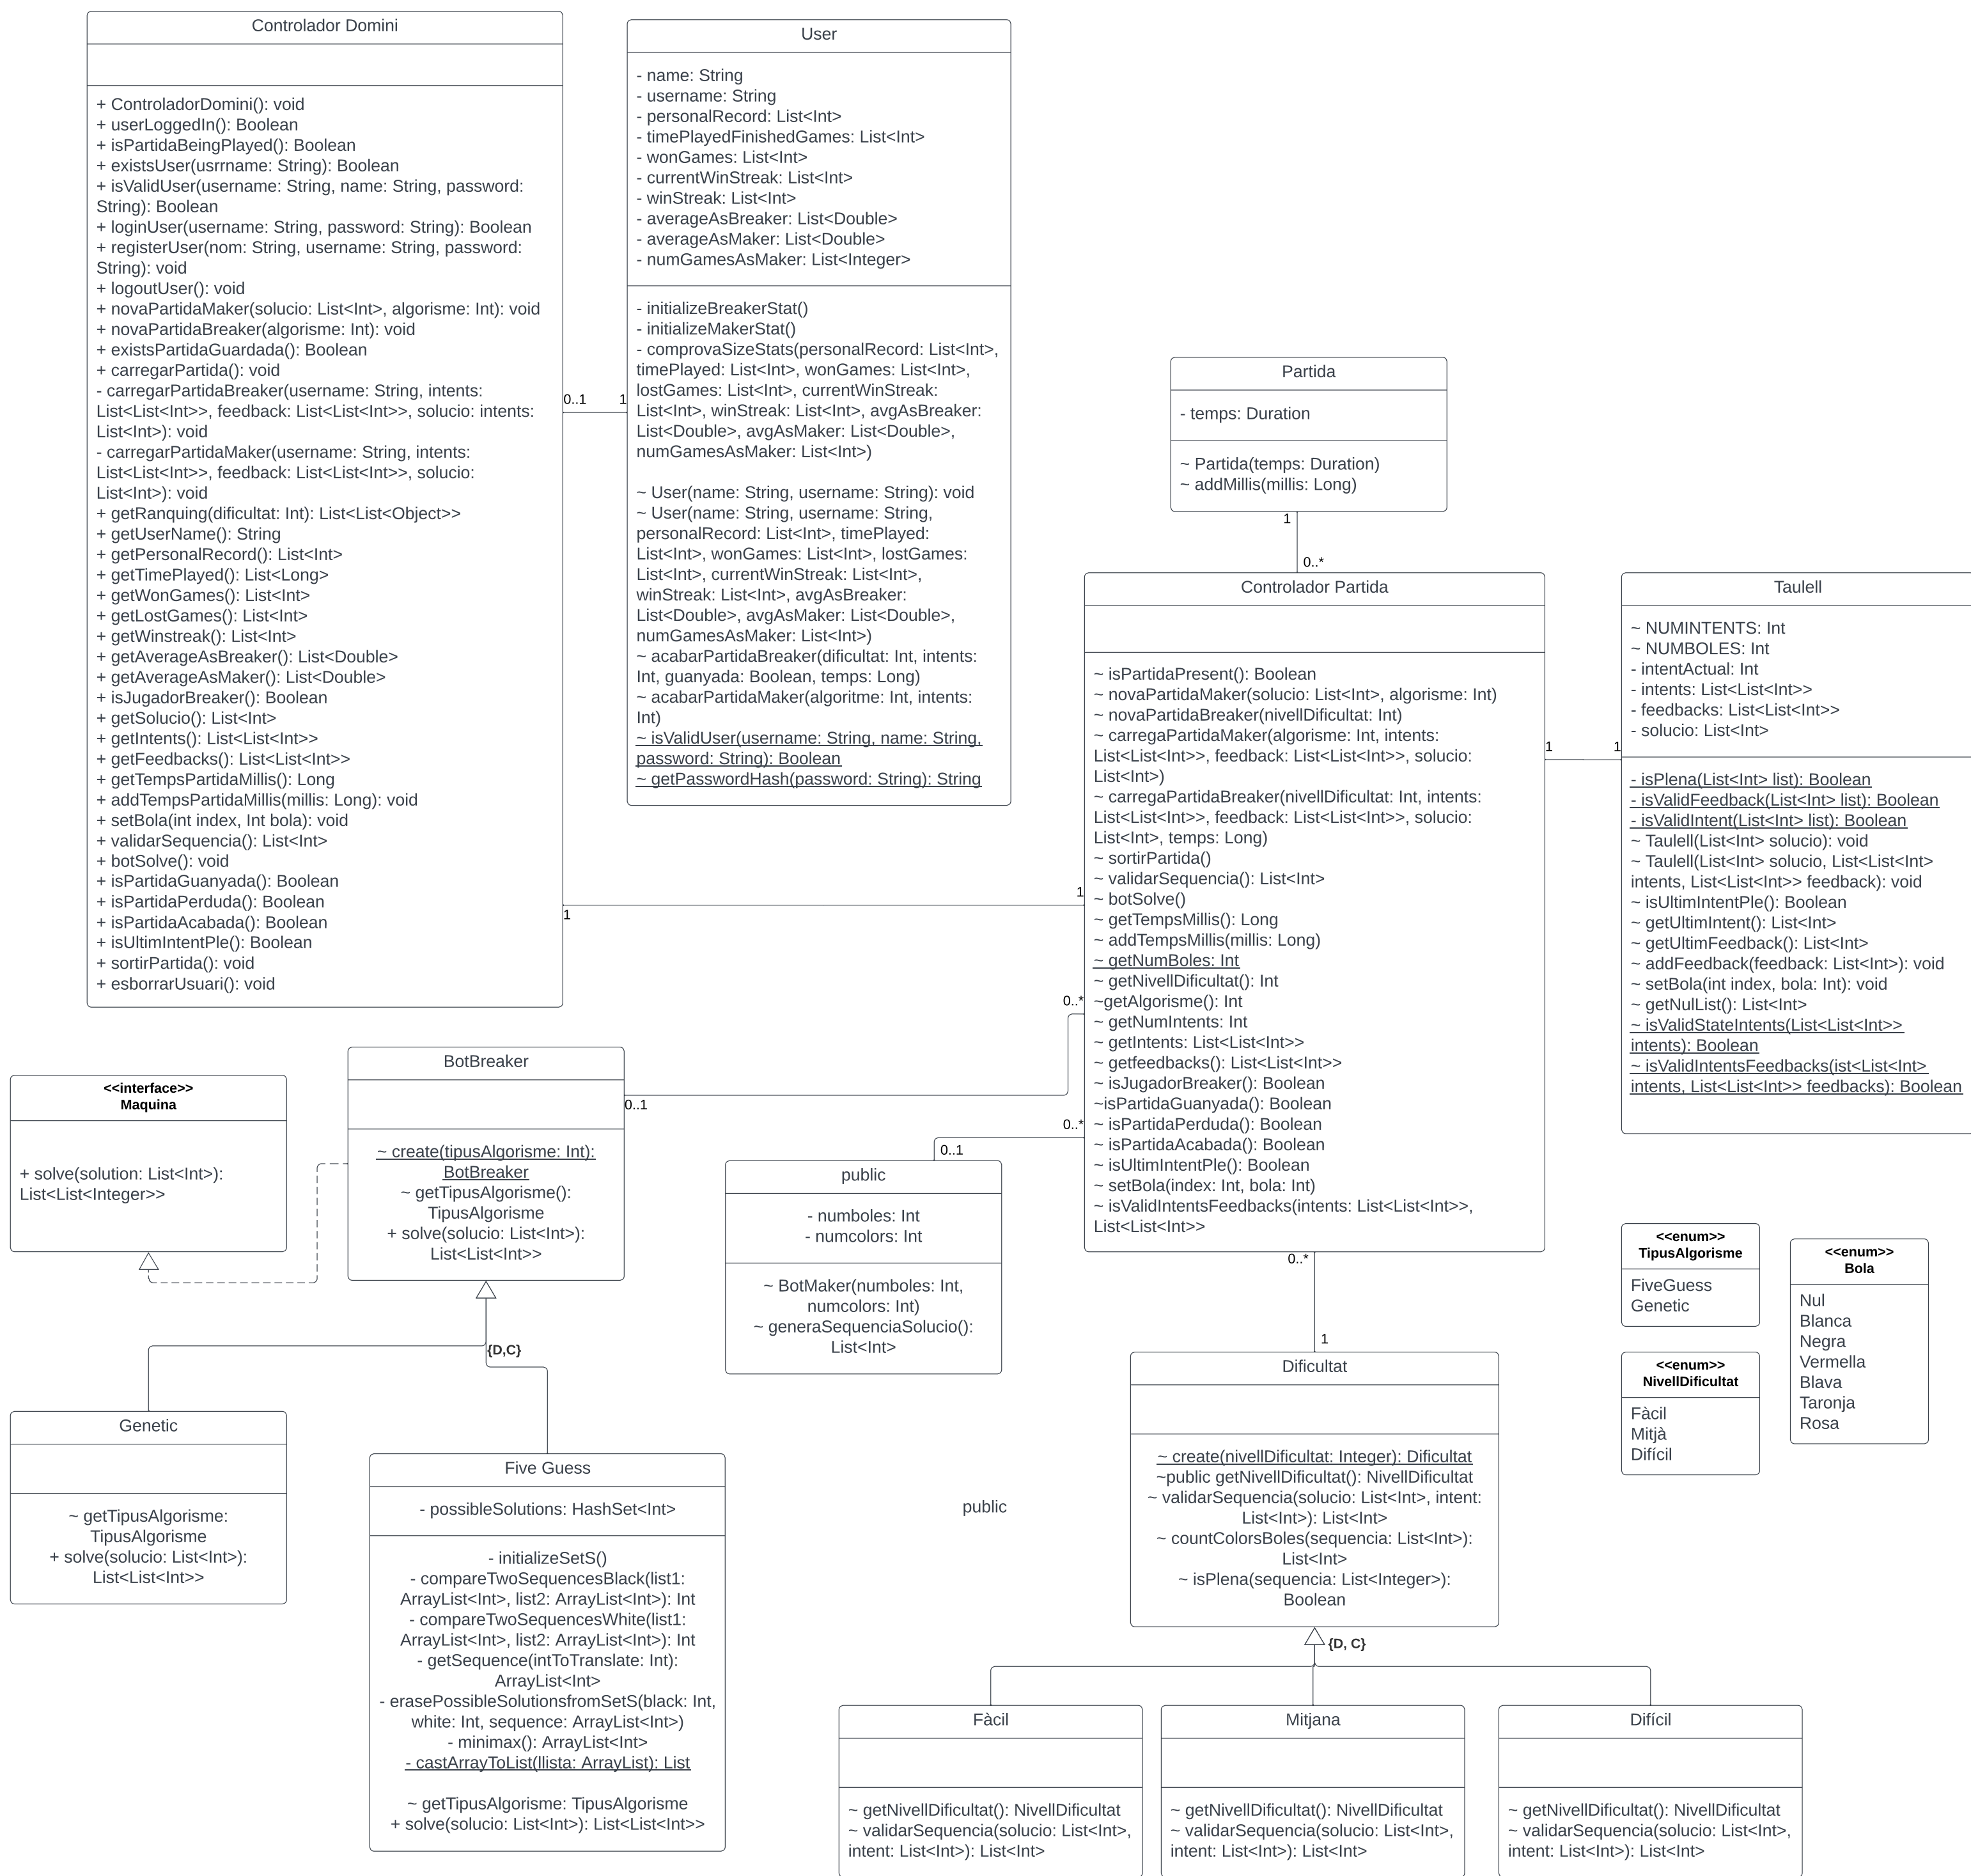 Controlador Domini
+ ControladorDomini(): void
+ userLoggedIn(): Boolean
+ isPartidaBeingPlayed(): Boolean
+ existsUser(usrrname: String): Boolean
+ isValidUser(username: String, name: String, password:
String): Boolean
+ loginUser(username: String, password: String): Boolean
+ registerUser(nom: String, username: String, password:
String): void
+ logoutUser(): void
+ novaPartidaMaker(solucio: List<Int>, algorisme: Int): void
+ novaPartidaBreaker(algorisme: Int): void
+ existsPartidaGuardada(): Boolean
+ carregarPartida(): void
- carregarPartidaBreaker(username: String, intents:
List<List<Int>>, feedback: List<List<Int>>, solucio: intents:
List<Int>): void
- carregarPartidaMaker(username: String, intents:
List<List<Int>>, feedback: List<List<Int>>, solucio:
List<Int>): void
+ getRanquing(dificultat: Int): List<List<Object>>
+ getUserName(): String
+ getPersonalRecord(): List<Int>
+ getTimePlayed(): List<Long>
+ getWonGames(): List<Int>
+ getLostGames(): List<Int>
+ getWinstreak(): List<Int>
+ getAverageAsBreaker(): List<Double>
+ getAverageAsMaker(): List<Double>
+ isJugadorBreaker(): Boolean
+ getSolucio(): List<Int>
+ getIntents(): List<List<Int>>
+ getFeedbacks(): List<List<Int>>
+ getTempsPartidaMillis(): Long
+ addTempsPartidaMillis(millis: Long): void
+ setBola(int index, Int bola): void
+ validarSequencia(): List<Int>
+ botSolve(): void
+ isPartidaGuanyada(): Boolean
+ isPartidaPerduda(): Boolean
+ isPartidaAcabada(): Boolean
+ isUltimIntentPle(): Boolean
+ sortirPartida(): void
+ esborrarUsuari(): void
0..1
1
User
- name: String
- username: String
- personalRecord: List<Int>
- timePlayedFinishedGames: List<Int>
- wonGames: List<Int>
- currentWinStreak: List<Int>
- winStreak: List<Int>
- averageAsBreaker: List<Double>
- averageAsMaker: List<Double>
- numGamesAsMaker: List<Integer>
- initializeBreakerStat()
- initializeMakerStat()
- comprovaSizeStats(personalRecord: List<Int>,
timePlayed: List<Int>, wonGames: List<Int>,
lostGames: List<Int>, currentWinStreak:
List<Int>, winStreak: List<Int>, avgAsBreaker:
List<Double>, avgAsMaker: List<Double>,
numGamesAsMaker: List<Int>)
~ User(name: String, username: String): void
~ User(name: String, username: String,
personalRecord: List<Int>, timePlayed:
List<Int>, wonGames: List<Int>, lostGames:
List<Int>, currentWinStreak: List<Int>,
winStreak: List<Int>, avgAsBreaker:
List<Double>, avgAsMaker: List<Double>,
numGamesAsMaker: List<Int>)
~ acabarPartidaBreaker(dificultat: Int, intents:
Int, guanyada: Boolean, temps: Long)
~ acabarPartidaMaker(algoritme: Int, intents:
Int)
~ isValidUser(username: String, name: String,
password: String): Boolean
~ getPasswordHash(password: String): String
Partida
- temps: Duration
~ Partida(temps: Duration)
~ addMillis(millis: Long)
1
0..*
Controlador Partida
~ isPartidaPresent(): Boolean
~ novaPartidaMaker(solucio: List<Int>, algorisme: Int)
~ novaPartidaBreaker(nivellDificultat: Int)
~ carregaPartidaMaker(algorisme: Int, intents:
List<List<Int>>, feedback: List<List<Int>>, solucio:
List<Int>)
~ carregaPartidaBreaker(nivellDificultat: Int, intents:
List<List<Int>>, feedback: List<List<Int>>, solucio:
List<Int>, temps: Long)
~ sortirPartida()
~ validarSequencia(): List<Int>
~ botSolve()
~ getTempsMillis(): Long
~ addTempsMillis(millis: Long)
~ getNumBoles: Int
~ getNivellDificultat(): Int
~getAlgorisme(): Int
~ getNumIntents: Int
~ getIntents: List<List<Int>>
~ getfeedbacks(): List<List<Int>>
~ isJugadorBreaker(): Boolean
~isPartidaGuanyada(): Boolean
~ isPartidaPerduda(): Boolean
~ isPartidaAcabada(): Boolean
~ isUltimIntentPle(): Boolean
~ setBola(index: Int, bola: Int)
~ isValidIntentsFeedbacks(intents: List<List<Int>>,
List<List<Int>>
1
1
Taulell
~ NUMINTENTS: Int
~ NUMBOLES: Int
- intentActual: Int
- intents: List<List<Int>>
- feedbacks: List<List<Int>>
- solucio: List<Int>
- isPlena(List<Int> list): Boolean
- isValidFeedback(List<Int> list): Boolean
- isValidIntent(List<Int> list): Boolean
~ Taulell(List<Int> solucio): void
~ Taulell(List<Int> solucio, List<List<Int>
intents, List<List<Int>> feedback): void
~ isUltimIntentPle(): Boolean
~ getUltimIntent(): List<Int>
~ getUltimFeedback(): List<Int>
~ addFeedback(feedback: List<Int>): void
~ setBola(int index, bola: Int): void
~ getNulList(): List<Int>
~ isValidStateIntents(List<List<Int>>
intents): Boolean
~ isValidIntentsFeedbacks(ist<List<Int>
intents, List<List<Int>> feedbacks): Boolean
1
1
0..*
0..1
0..*
0..1
<<interface>>
Maquina
+ solve(solution: List<Int>):
List<List<Integer>>
BotBreaker
~ create(tipusAlgorisme: Int):
BotBreaker
~ getTipusAlgorisme():
TipusAlgorisme
+ solve(solucio: List<Int>):
List<List<Int>>
{D,C}
public
- numboles: Int
- numcolors: Int
~ BotMaker(numboles: Int,
numcolors: Int)
~ generaSequenciaSolucio():
List<Int>
0..*
1
<<enum>>
TipusAlgorisme
FiveGuess
Genetic
<<enum>>
Bola
Nul
Blanca
Negra
Vermella
Blava
Taronja
Rosa
<<enum>>
NivellDificultat
Fàcil
Mitjà
Difícil
Genetic
~ getTipusAlgorisme:
TipusAlgorisme
+ solve(solucio: List<Int>):
List<List<Int>>
Five Guess
- possibleSolutions: HashSet<Int>
- initializeSetS()
- compareTwoSequencesBlack(list1:
ArrayList<Int>, list2: ArrayList<Int>): Int
- compareTwoSequencesWhite(list1:
ArrayList<Int>, list2: ArrayList<Int>): Int
- getSequence(intToTranslate: Int):
ArrayList<Int>
- erasePossibleSolutionsfromSetS(black: Int,
white: Int, sequence: ArrayList<Int>)
- minimax(): ArrayList<Int>
- castArrayToList(llista: ArrayList): List
~ getTipusAlgorisme: TipusAlgorisme
+ solve(solucio: List<Int>): List<List<Int>>
public
Dificultat
~ create(nivellDificultat: Integer): Dificultat
~public getNivellDificultat(): NivellDificultat
~ validarSequencia(solucio: List<Int>, intent:
List<Int>): List<Int>
~ countColorsBoles(sequencia: List<Int>):
List<Int>
~ isPlena(sequencia: List<Integer>):
Boolean
{D, C}
Fàcil
~ getNivellDificultat(): NivellDificultat
~ validarSequencia(solucio: List<Int>,
intent: List<Int>): List<Int>
Mitjana
~ getNivellDificultat(): NivellDificultat
~ validarSequencia(solucio: List<Int>,
intent: List<Int>): List<Int>
Difícil
~ getNivellDificultat(): NivellDificultat
~ validarSequencia(solucio: List<Int>,
intent: List<Int>): List<Int>